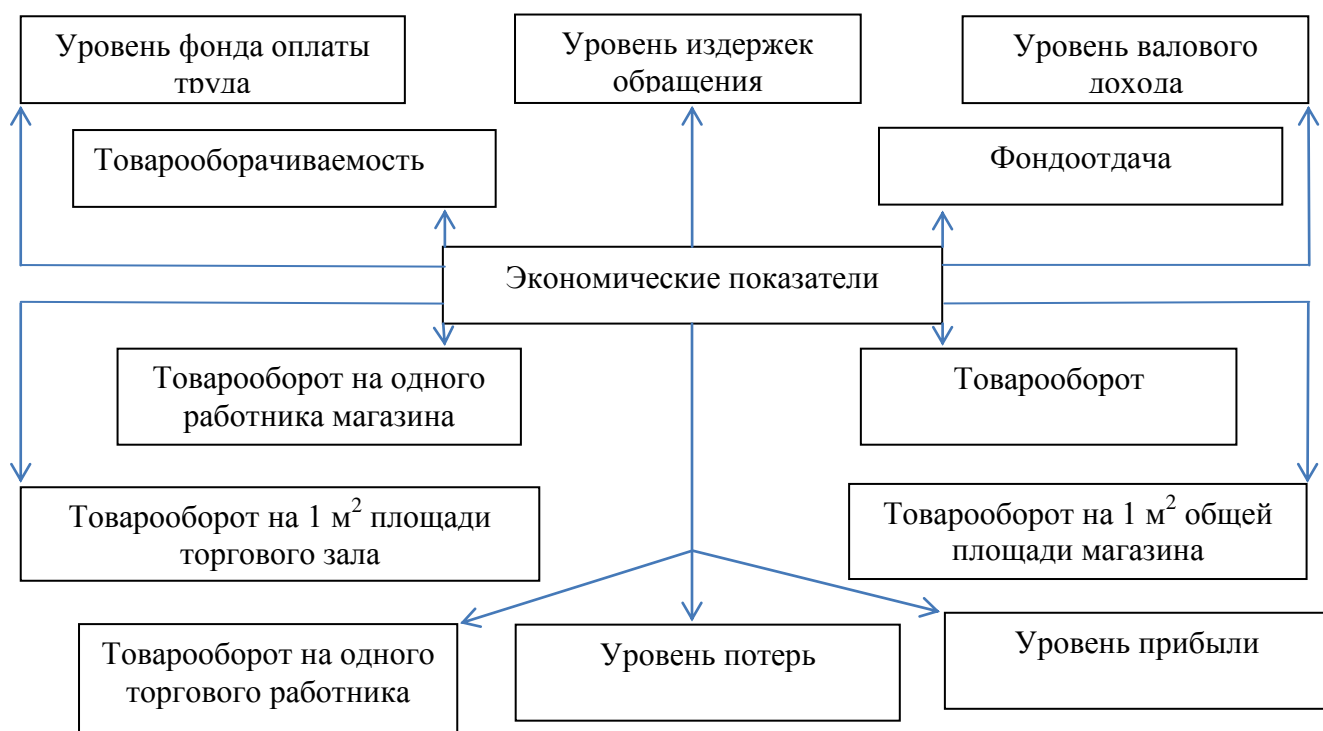 Уровень фонда оплаты
труда
Уровень издержек
обращения
Уровень валового
дохода
Товарооборачиваемость
Фондоотдача
Экономические показатели
Товарооборот на одного
работника магазина
Товарооборот
Товарооборот на 1 м² площади
торгового зала
Товарооборот на 1 м² общей
площади магазина
Товарооборот на одного
торгового работника
Уровень потерь
Уровень прибыли